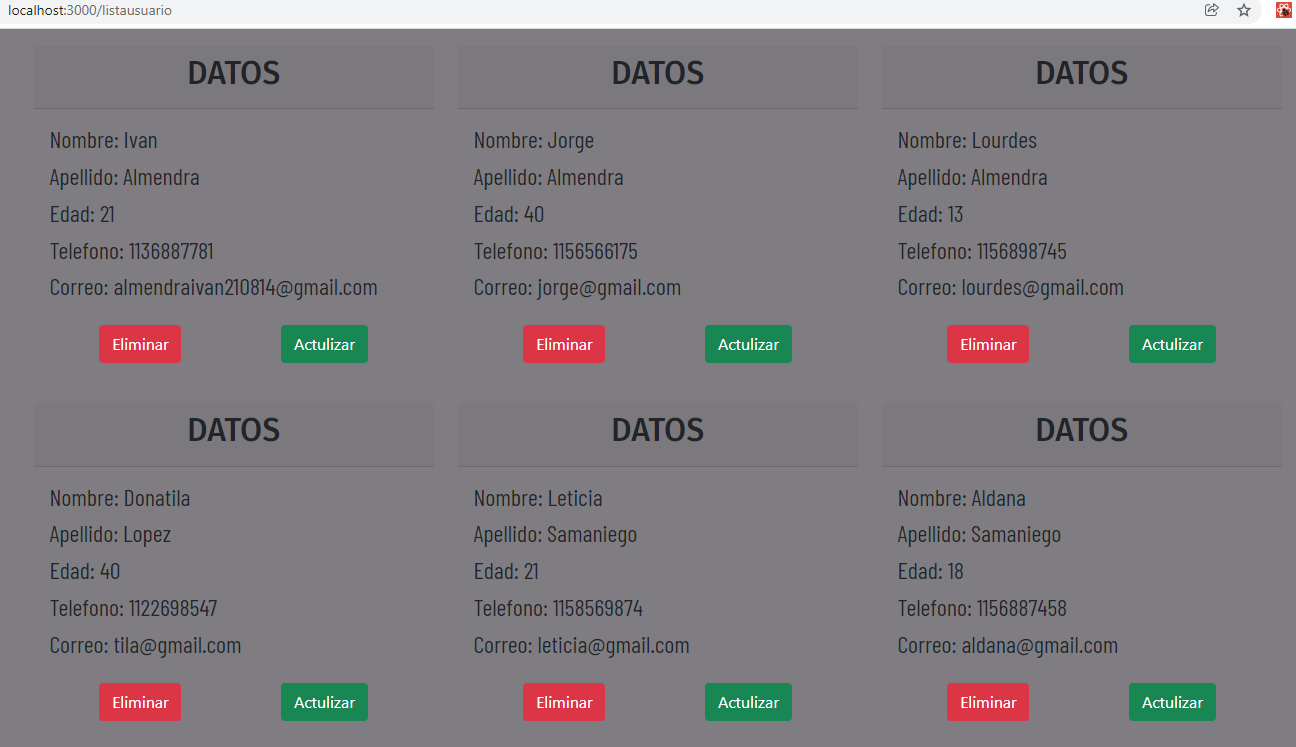 localhost:3000/listausuario
DATOS
Nombre: Ivan
Apellido: Almendra
Edad: 21
Telefono: 1136887781
Correo: almendraivan210814@gmail.com
Eliminar Actulizar
DATOS
Nombre: Jorge
Apellido: Almendra
Edad: 40
Telefono: 1156566175
Correo: jorge@gmail.com
Eliminar Actulizar
DATOS
Nombre: Lourdes
Apellido: Almendra
Edad: 13
Telefono: 1156898745
Correo: lourdes@gmail.com
Eliminar Actulizar
DATOS
Nombre: Donatila
Apellido: Lopez
Edad: 40
Telefono: 1122698547
Correo: tila@gmail.com
Eliminar Actulizar
DATOS
Nombre: Leticia
Apellido: Samaniego
Edad: 21
Telefono: 1158569874
Correo: leticia@gmail.com
Eliminar Actulizar
DATOS
Nombre: Aldana
Apellido: Samaniego
Edad: 18
Telefono: 1156887458
Correo: aldana@gmail.com
Eliminar Actulizar